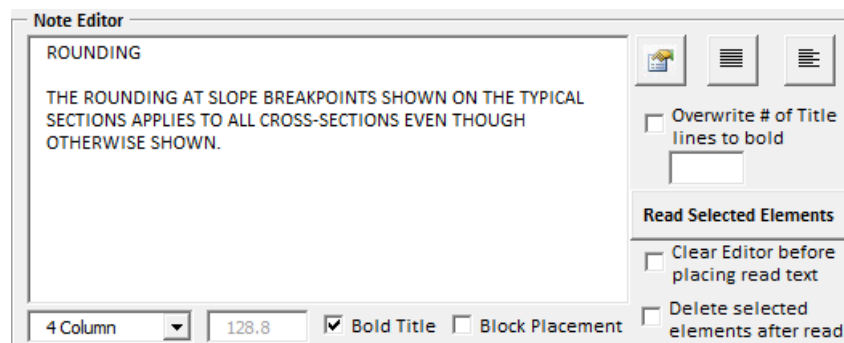 Note Editor
ROUNDING
THE ROUNDING AT SLOPE BREAKPOINTS SHOWN ON THE TYPICAL
SECTIONS APPLIES TO ALL CROSS-SECTIONS EVEN THOUGH
OTHERWISE SHOWN.
Overwrite # of Title
lines to bold
Read Selected Elements
Clear Editor before
placing read text
Delete selected
elements after read
4 Column
128.8
Bold Title
Block Placement